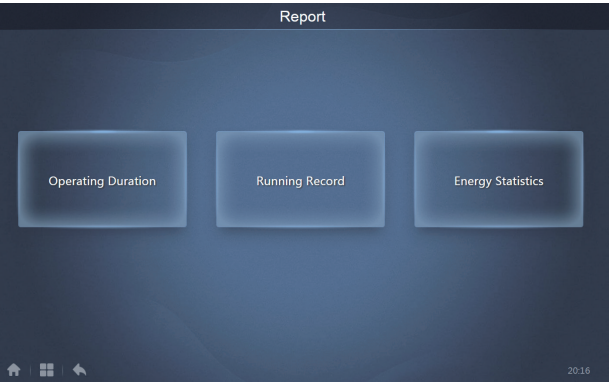 Report
Operating Duration
Running Record
Energy Statistics
20:16